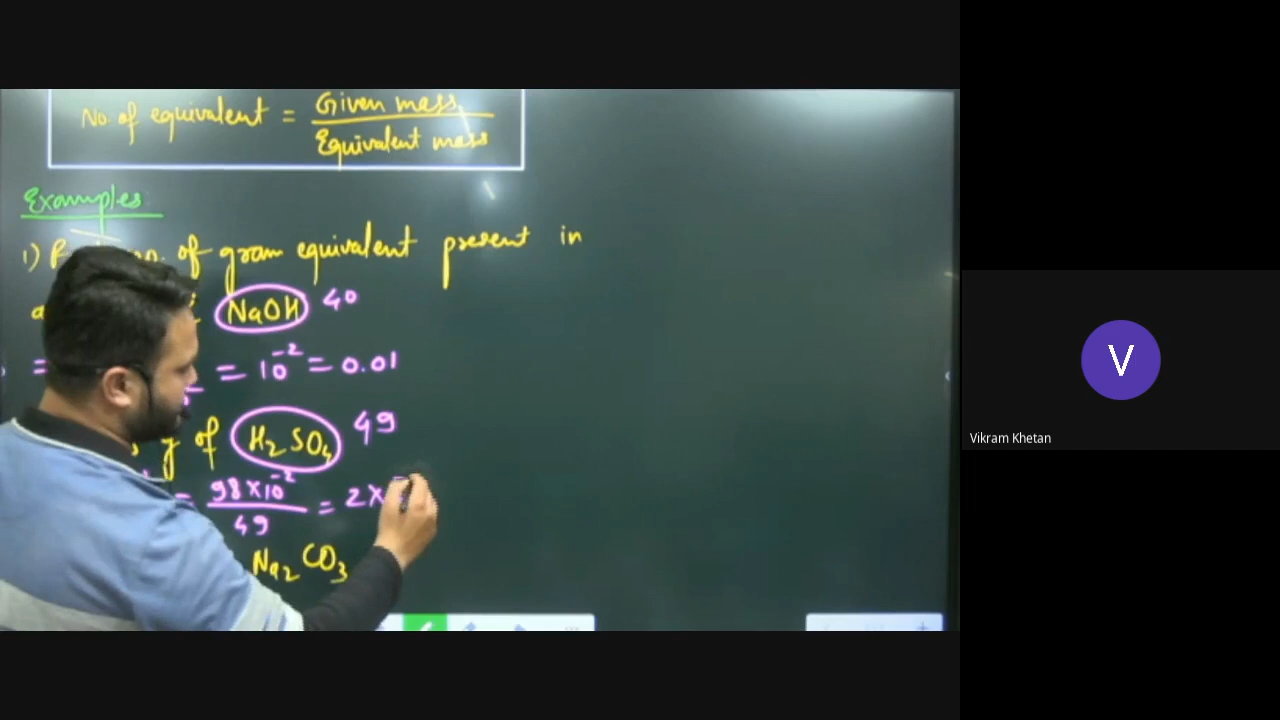 No. of equivalent = Given mass / Equivalent mass
Examples
1) of gram equivalent present in
NaOH 40
= = 10⁻² = 0.01
of H₂SO₄ 49
= 98×10⁻² / 49 = 2×
Na₂CO₃
V
Vikram Khetan